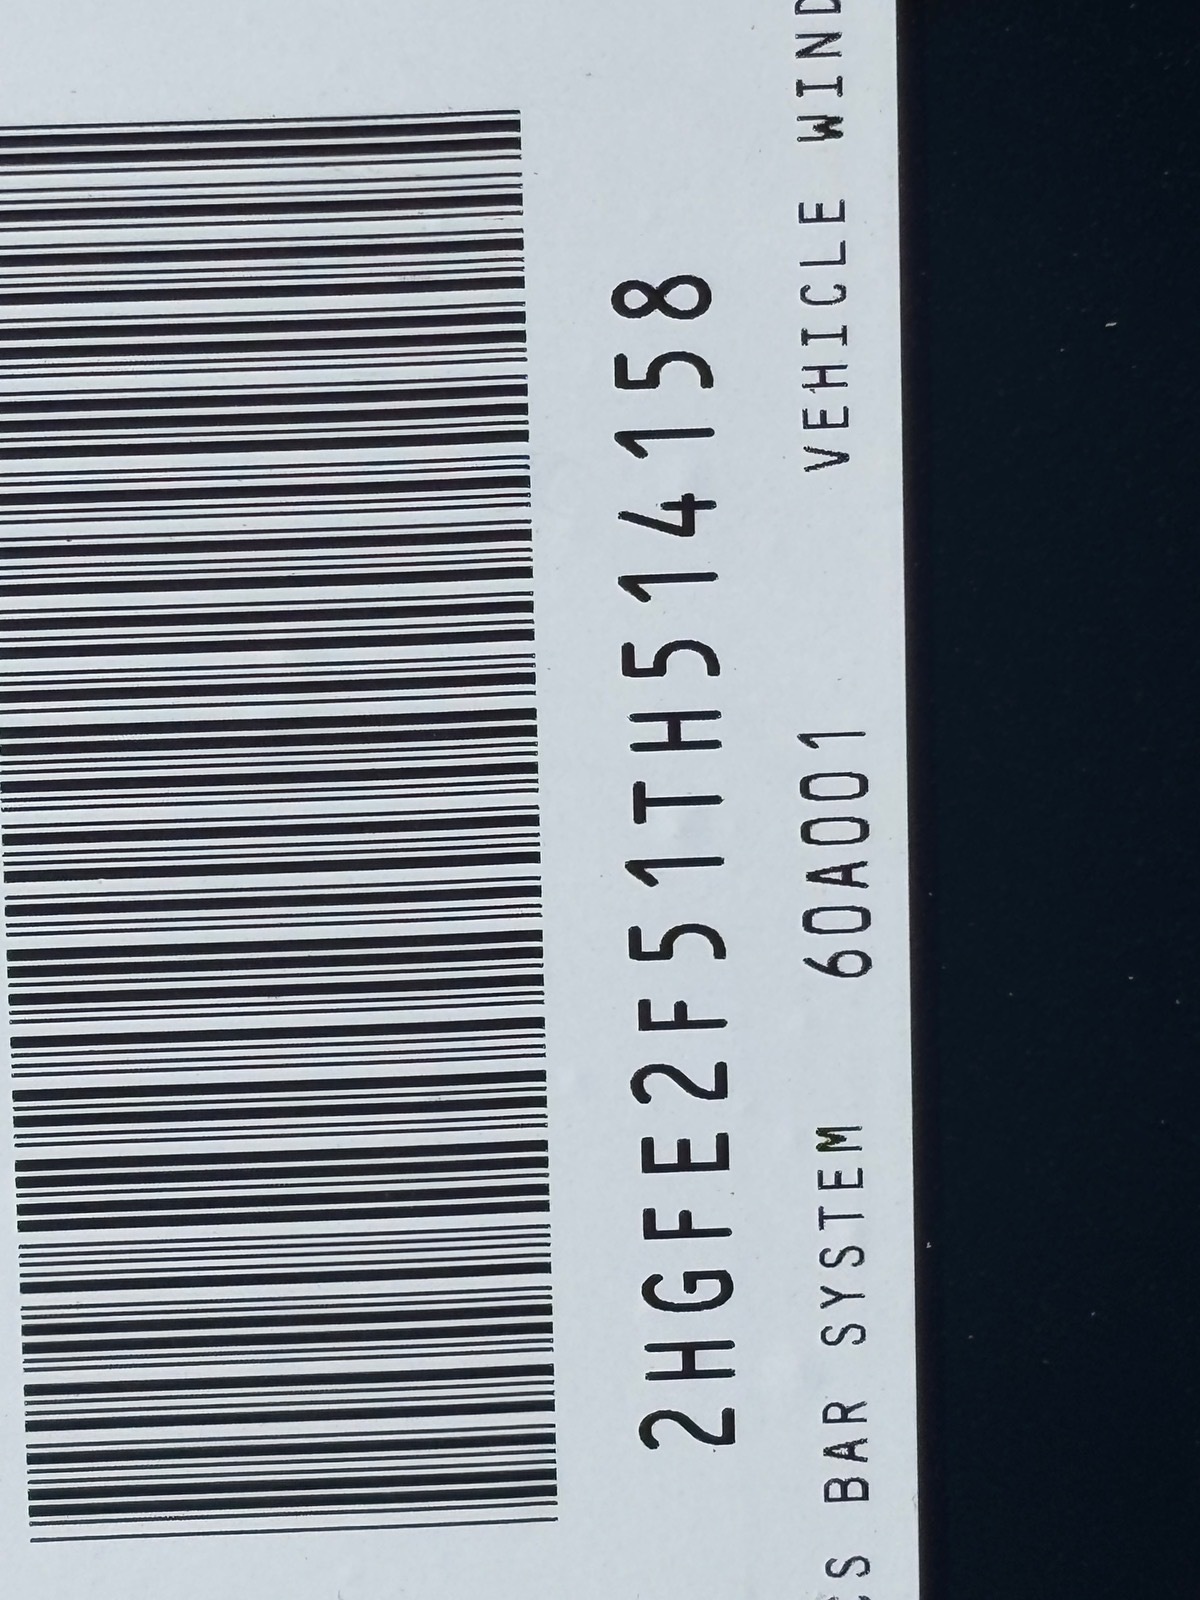 2HGFE2F51TH514158
BAR SYSTEM 60A001 VEHICLE